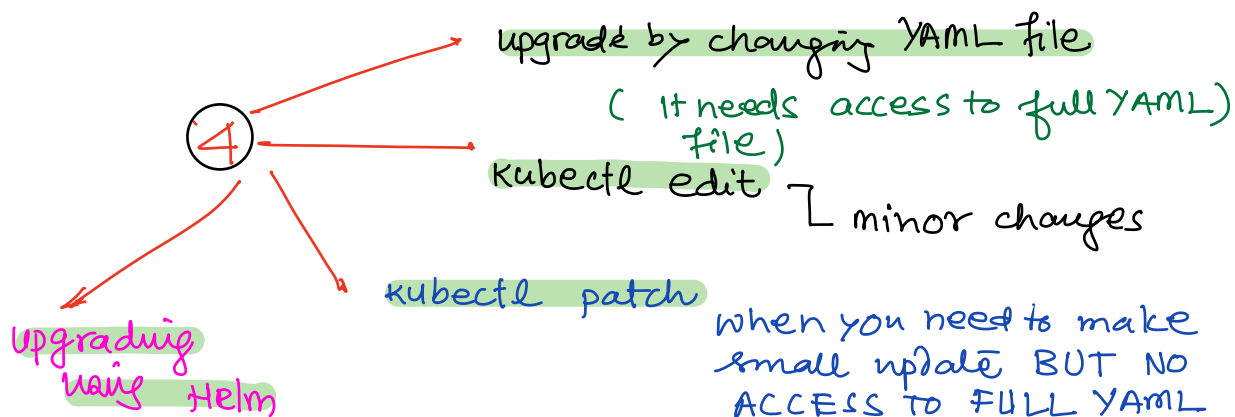 upgrade by changing YAML file
( It needs access to full YAML)
file)
4
kubectl edit
minor changes
kubectl patch
when you need to make
small update BUT NO
ACCESS TO FULL YAML
upgrading
using Helm